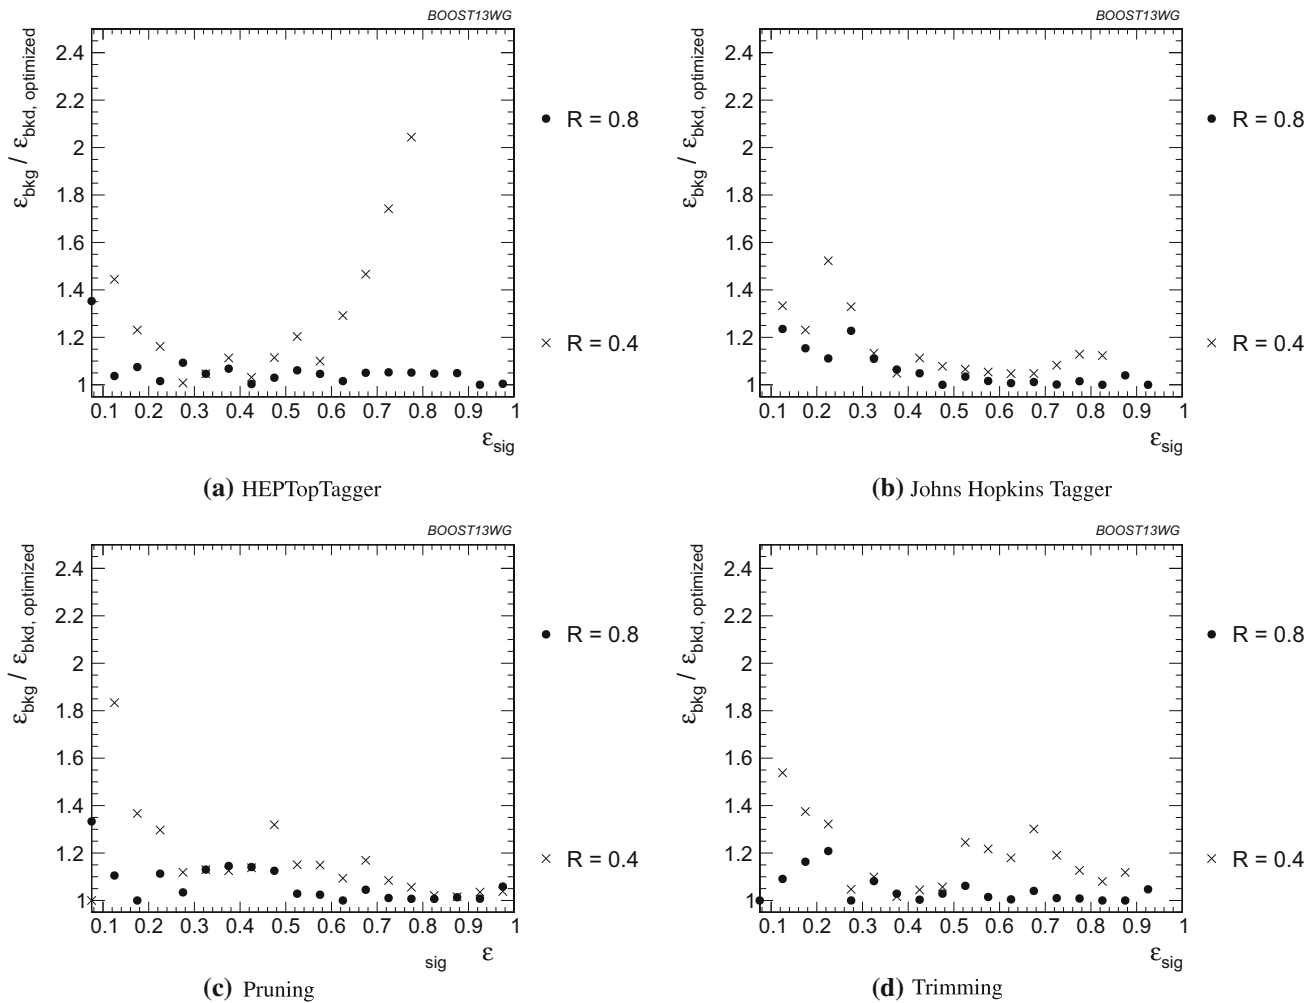 BOOST13WG
ε_bkg / ε_bkd, optimized
2.4
2.2
2
1.8
1.6
1.4
1.2
1
0.1 0.2 0.3 0.4 0.5 0.6 0.7 0.8 0.9 1
ε_sig
R = 0.8
R = 0.4
(a) HEPTopTagger
BOOST13WG
ε_bkg / ε_bkd, optimized
2.4
2.2
2
1.8
1.6
1.4
1.2
1
0.1 0.2 0.3 0.4 0.5 0.6 0.7 0.8 0.9 1
ε_sig
R = 0.8
R = 0.4
(b) Johns Hopkins Tagger
BOOST13WG
ε_bkg / ε_bkd, optimized
2.4
2.2
2
1.8
1.6
1.4
1.2
1
0.1 0.2 0.3 0.4 0.5 0.6 0.7 0.8 0.9 1
sig ε
R = 0.8
R = 0.4
(c) Pruning
BOOST13WG
ε_bkg / ε_bkd, optimized
2.4
2.2
2
1.8
1.6
1.4
1.2
1
0.1 0.2 0.3 0.4 0.5 0.6 0.7 0.8 0.9 1
ε_sig
R = 0.8
R = 0.4
(d) Trimming